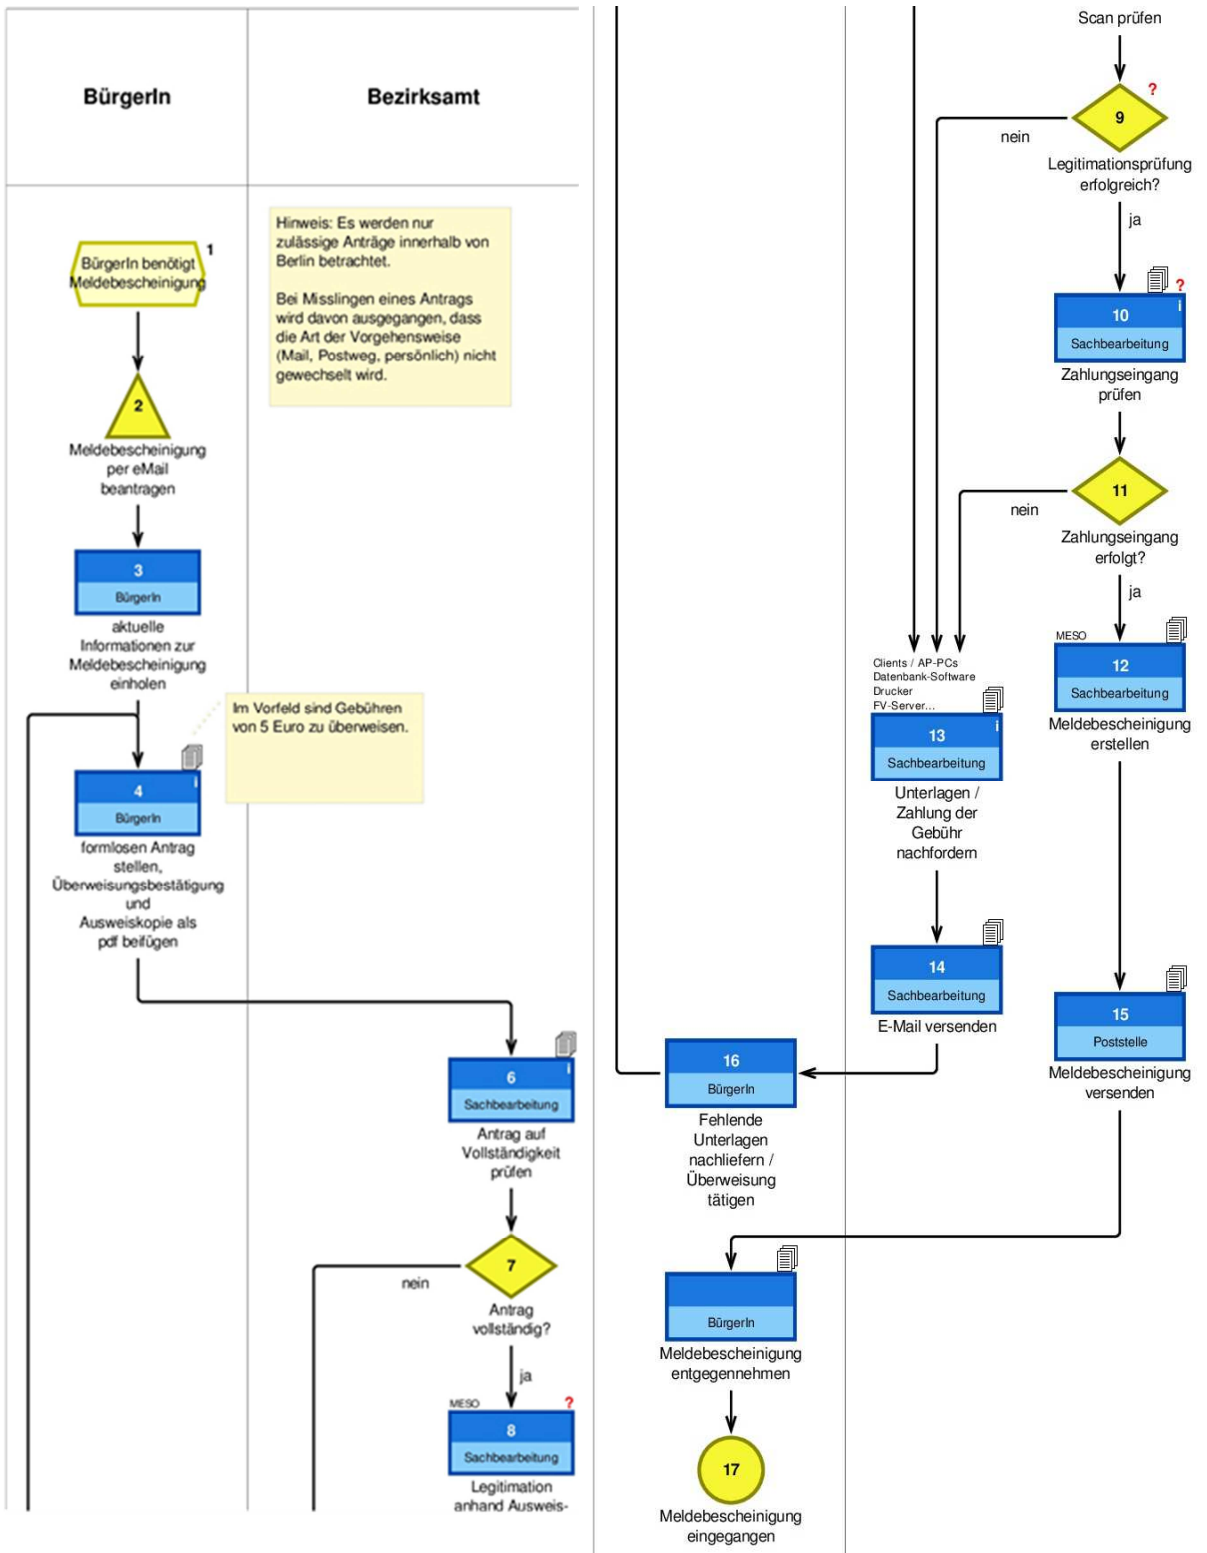 BürgerIn
Bezirksamt
Hinweis: Es werden nur
zulässige Anträge innerhalb von
Berlin betrachtet.
Bei Misslingen eines Antrags
wird davon ausgegangen, dass
die Art der Vorgehensweise
(Mail, Postweg, persönlich) nicht
gewechselt wird.
1
BürgerIn benötigt
Meldebescheinigung
2
Meldebescheinigung
per eMail
beantragen
3
BürgerIn
aktuelle
Informationen zur
Meldebescheinigung
einholen
Im Vorfeld sind Gebühren
von 5 Euro zu überweisen.
i
4
BürgerIn
formlosen Antrag
stellen,
Überweisungsbestätigung
und
Ausweiskopie als
pdf beifügen
i
6
Sachbearbeitung
Antrag auf
Vollständigkeit
prüfen
7
nein
Antrag
vollständig?
ja
MESO
?
8
Sachbearbeitung
Legitimation
anhand Ausweis-
Scan prüfen
?
9
nein
Legitimationsprüfung
erfolgreich?
ja
?
i
10
Sachbearbeitung
Zahlungseingang
prüfen
11
nein
Zahlungseingang
erfolgt?
ja
MESO
12
Sachbearbeitung
Meldebescheinigung
erstellen
Clients / AP-PCs
Datenbank-Software
Drucker
FV-Server...
i
13
Sachbearbeitung
Unterlagen /
Zahlung der
Gebühr
nachfordern
14
Sachbearbeitung
E-Mail versenden
15
Poststelle
Meldebescheinigung
versenden
16
BürgerIn
Fehlende
Unterlagen
nachliefern /
Überweisung
tätigen
BürgerIn
Meldebescheinigung
entgegennehmen
17
Meldebescheinigung
eingegangen